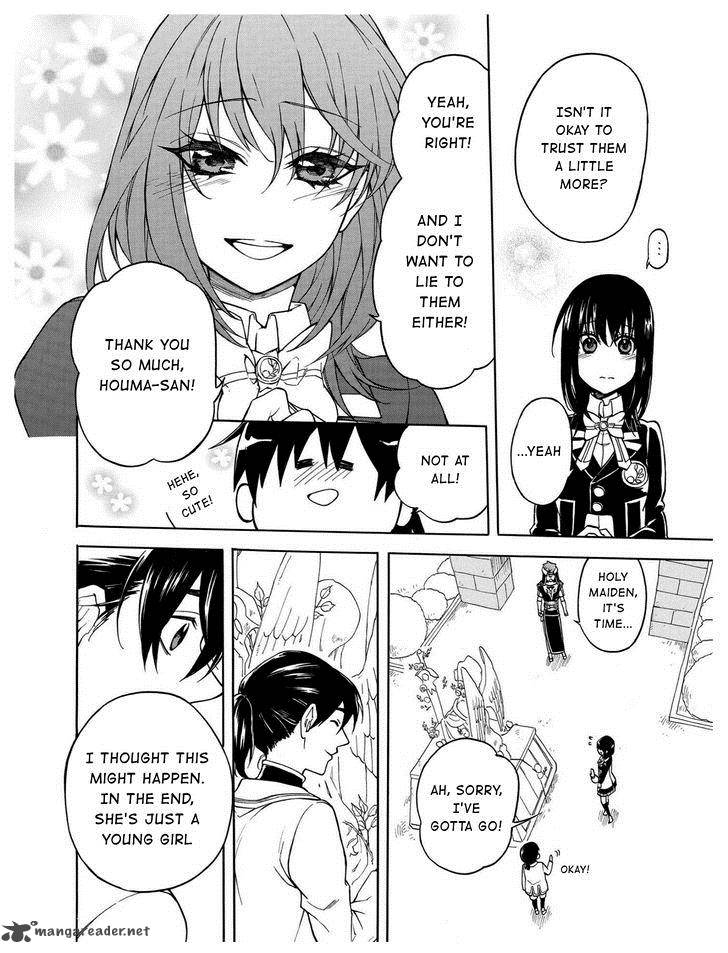 ISN'T IT
OKAY TO
TRUST THEM
A LITTLE
MORE?
...
...YEAH
YEAH,
YOU'RE
RIGHT!
AND I
DON'T
WANT TO
LIE TO
THEM
EITHER!
THANK YOU
SO MUCH,
HOUMA-SAN!
NOT AT
ALL!
HEHE,
SO
CUTE!
HOLY
MAIDEN,
IT'S
TIME...
AH, SORRY,
I'VE
GOTTA GO!
OKAY!
I THOUGHT THIS
MIGHT HAPPEN.
IN THE END,
SHE'S JUST A
YOUNG GIRL
mangareader.net